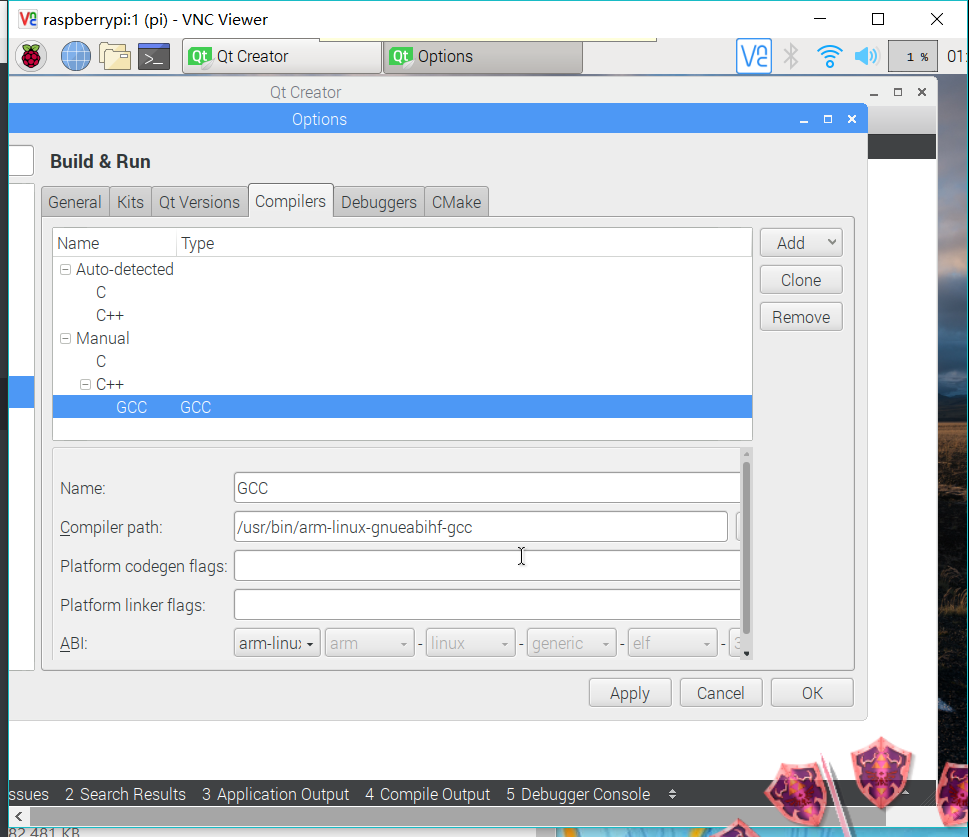 raspberrypi:1 (pi) - VNC Viewer
Qt Creator
Options
1 %
01:
Qt Creator
Options
Build & Run
General
Kits
Qt Versions
Compilers
Debuggers
CMake
Name
Type
Add
Auto-detected
C
Clone
C++
Remove
Manual
C
C++
GCC
GCC
Name:
GCC
Compiler path:
/usr/bin/arm-linux-gnueabihf-gcc
Platform codegen flags:
Platform linker flags:
ABI:
arm-linux
arm
-
linux
-
generic
-
elf
-
3
Apply
Cancel
OK
ssues
2 Search Results
3 Application Output
4 Compile Output
5 Debugger Console
82,481 KB